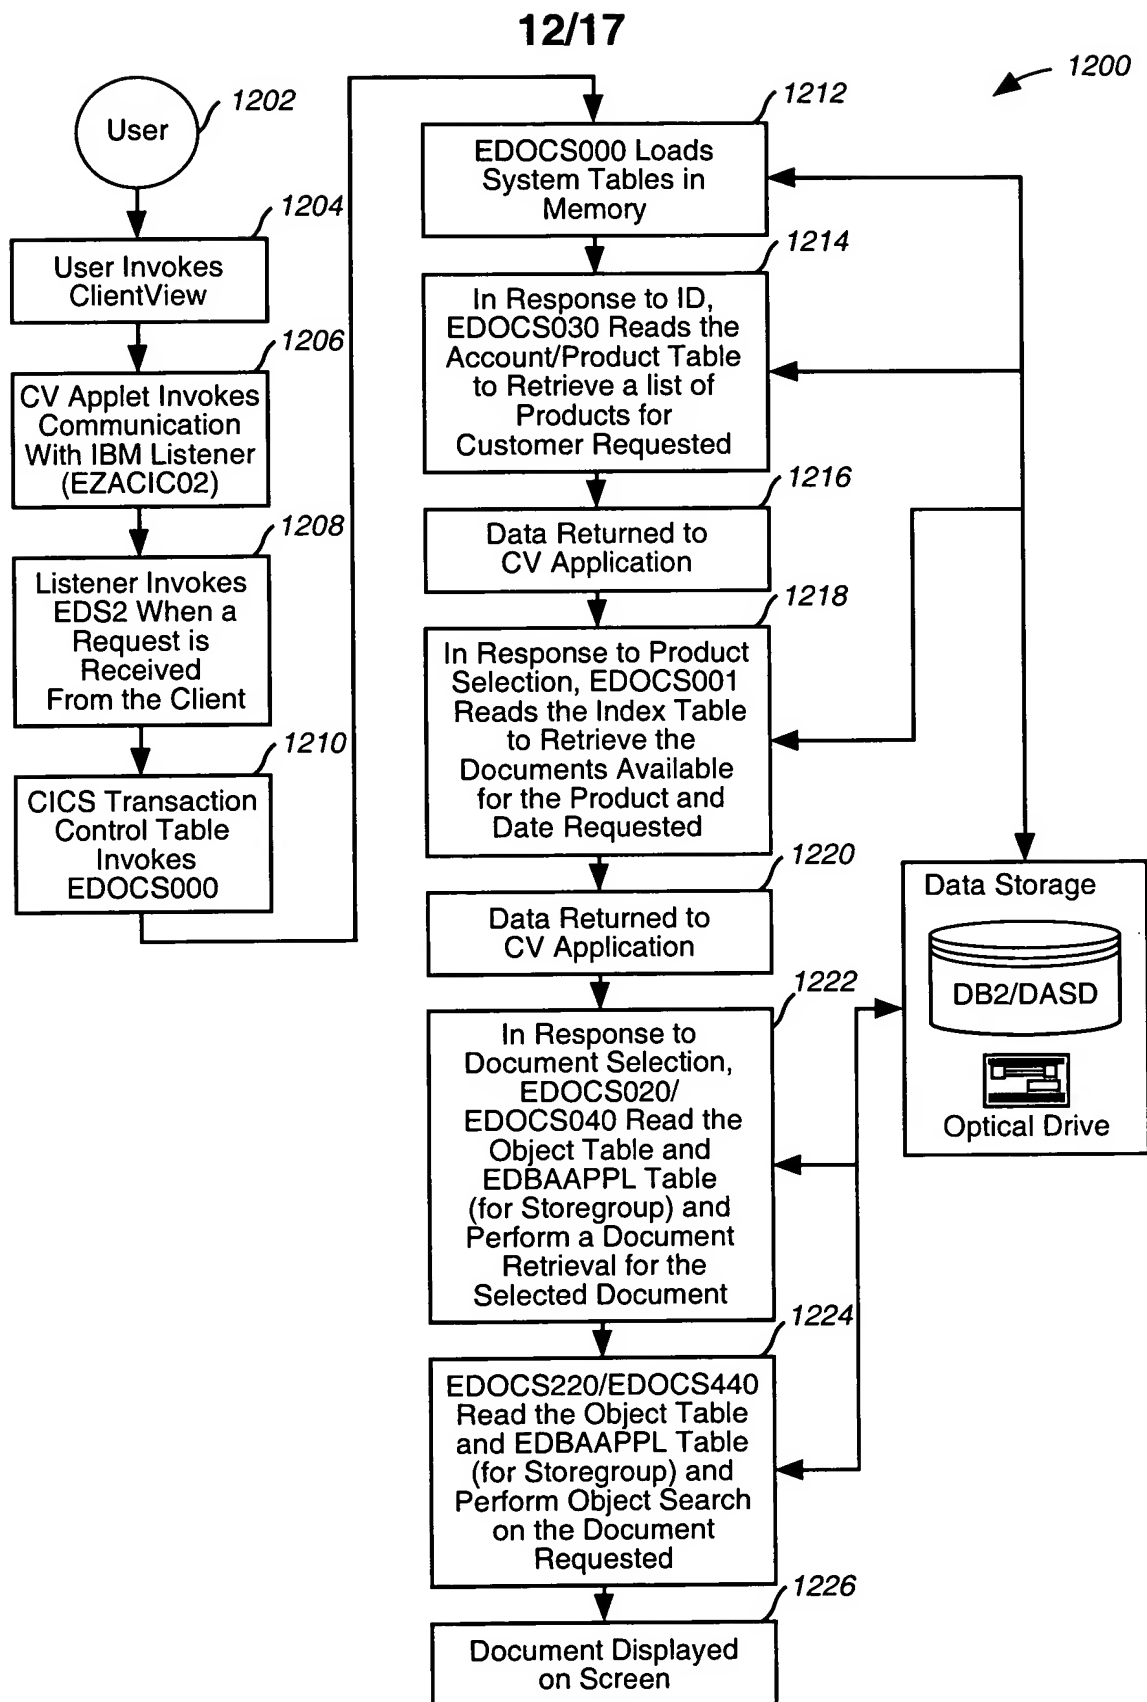 12/17
1200
1202
User
1204
User Invokes
ClientView
1206
CV Applet Invokes
Communication
With IBM Listener
(EZACIC02)
1208
Listener Invokes
EDS2 When a
Request is
Received
From the Client
1210
CICS Transaction
Control Table
Invokes
EDOCS000
1212
EDOCS000 Loads
System Tables in
Memory
1214
In Response to ID,
EDOCS030 Reads the
Account/Product Table
to Retrieve a list of
Products for
Customer Requested
1216
Data Returned to
CV Application
1218
In Response to Product
Selection, EDOCS001
Reads the Index Table
to Retrieve the
Documents Available
for the Product and
Date Requested
1220
Data Returned to
CV Application
1222
In Response to
Document Selection,
EDOCS020/
EDOCS040 Read the
Object Table and
EDBAAPPL Table
(for Storegroup) and
Perform a Document
Retrieval for the
Selected Document
1224
EDOCS220/EDOCS440
Read the Object Table
and EDBAAPPL Table
(for Storegroup) and
Perform Object Search
on the Document
Requested
1226
Document Displayed
on Screen
Data Storage
DB2/DASD
Optical Drive